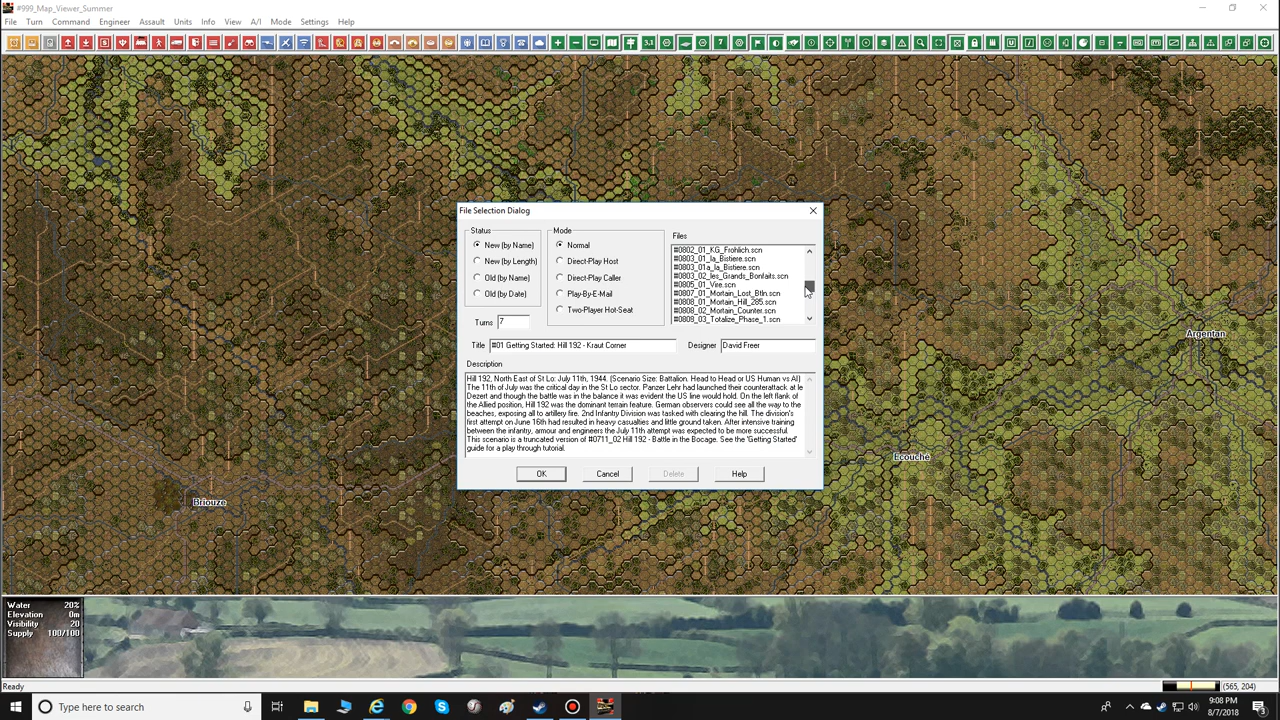 #999_Map_Viewer_Summer
File Turn Command Engineer Assault Units Info View A/I Mode Settings Help
File Selection Dialog
Status
New (by Name)
New (by Length)
Old (by Name)
Old (by Date)
Turns 7
Mode
Normal
Direct-Play Host
Direct-Play Caller
Play-By-E-Mail
Two-Player Hot-Seat
Files
#0802_01_KG_Frohlich.scn
#0803_01_la_Bistiere.scn
#0803_01a_la_Bistiere.scn
#0803_02_les_Grands_Bonfaits.scn
#0805_01_Vire.scn
#0807_01_Mortain_Lost_Btln.scn
#0808_01_Mortain_Hill_285.scn
#0808_02_Mortain_Counter.scn
#0808_03_Totalize_Phase_1.scn
Title #01 Getting Started: Hill 192 - Kraut Corner Designer David Freer
Description
Hill 192, North East of St Lo: July 11th, 1944. (Scenario Size: Battalion. Head to Head or US Human vs AI)
The 11th of July was the critical day in the St Lo sector. Panzer Lehr had launched their counterattack at le
Dezert and though the battle was in the balance it was evident the US line would hold. On the left flank of
the Allied position, Hill 192 was the dominant terrain feature. German observers could see all the way to the
beaches, exposing all to artillery fire. 2nd Infantry Division was tasked with clearing the hill. The division's
first attempt on June 16th had resulted in heavy casualties and little ground taken. After intensive training
between the infantry, armour and engineers the July 11th attempt was expected to be more successful.
This scenario is a truncated version of #0711_02 Hill 192 - Battle in the Bocage. See the 'Getting Started'
guide for a play through tutorial.
OK Cancel Delete Help
Argentan
Ecouche
Briouze
Water 20%
Elevation 0m
Visibility 20
Supply 100/100
Ready
(565, 204)
Type here to search
9:08 PM
8/7/2018